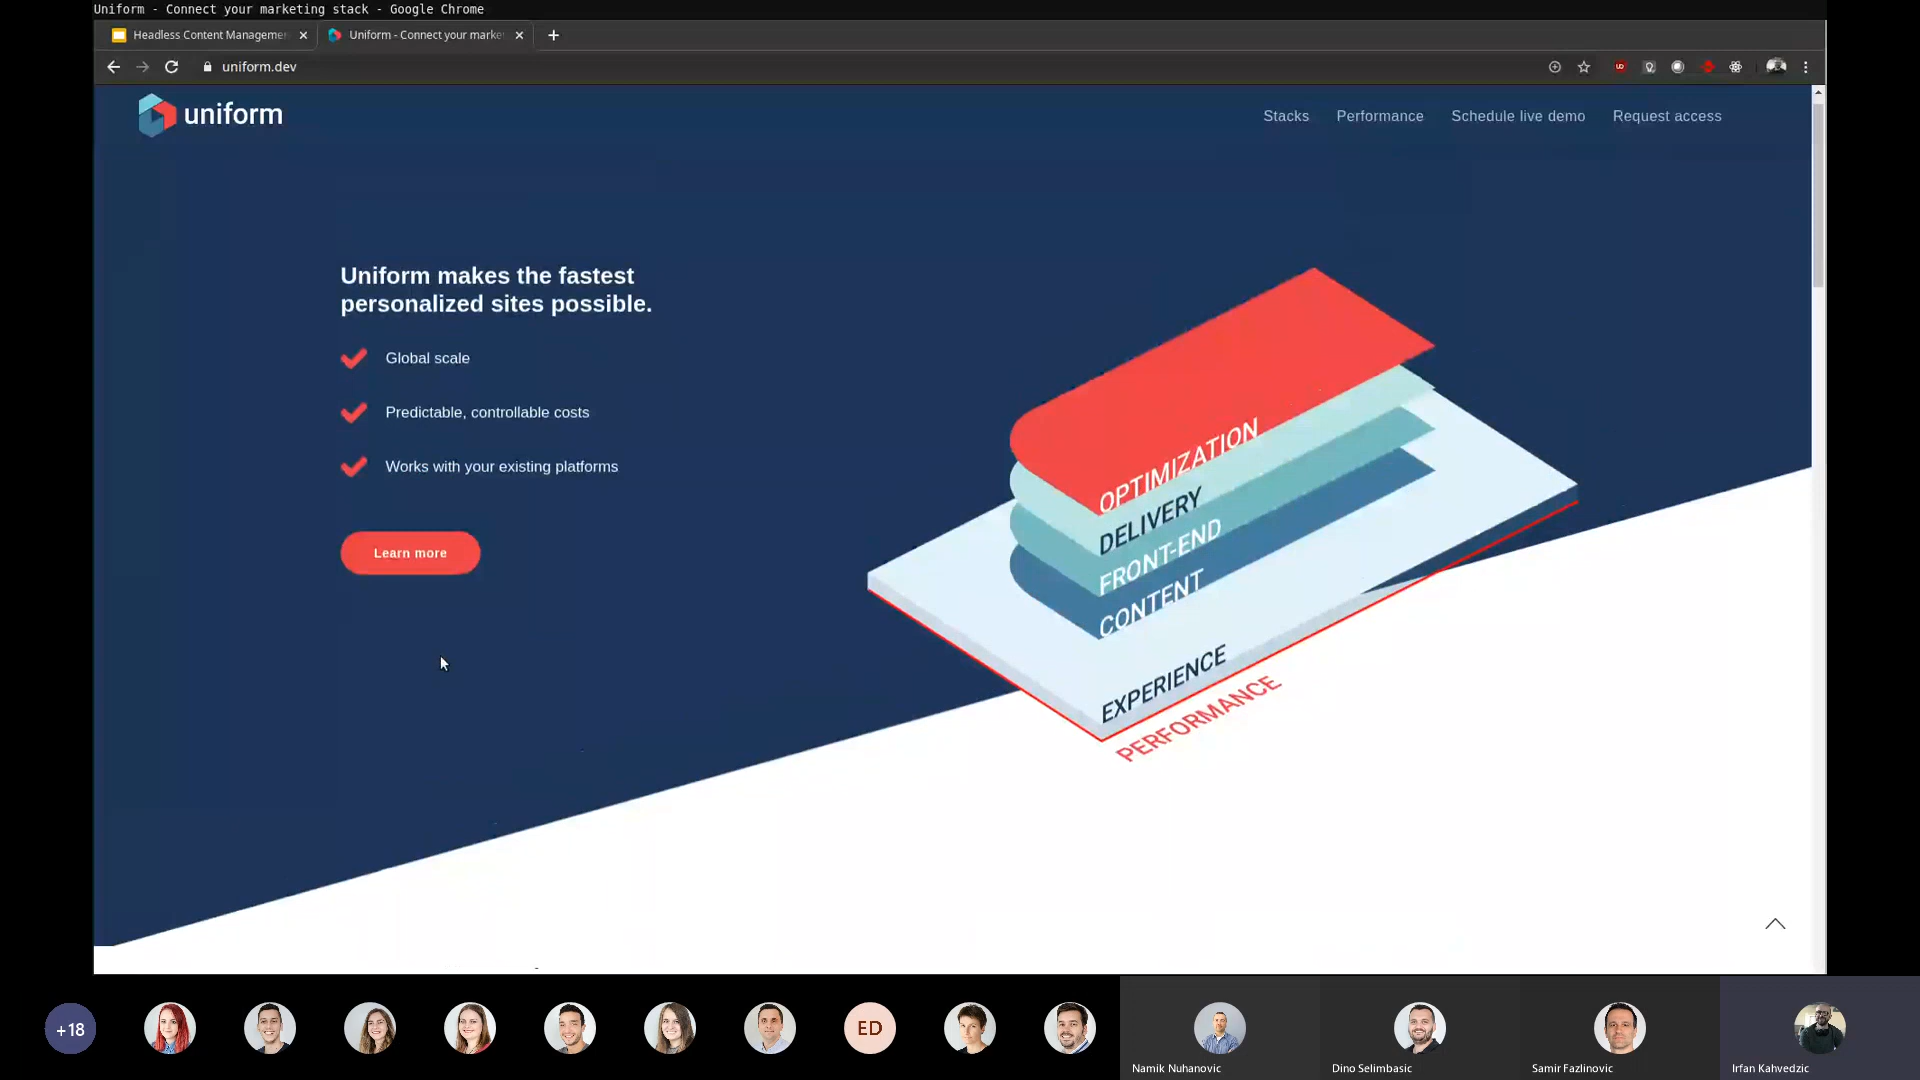 Uniform - Connect your marketing stack - Google Chrome
Headless Content Manageme
Uniform - Connect your marke
uniform.dev
uniform
Stacks
Performance
Schedule live demo
Request access
Uniform makes the fastest
personalized sites possible.
Global scale
Predictable, controllable costs
Works with your existing platforms
Learn more
OPTIMIZATION
DELIVERY
FRONT-END
CONTENT
EXPERIENCE
PERFORMANCE
+18
ED
Namik Nuhanovic
Dino Selimbasic
Samir Fazlinovic
Irfan Kahvedzic